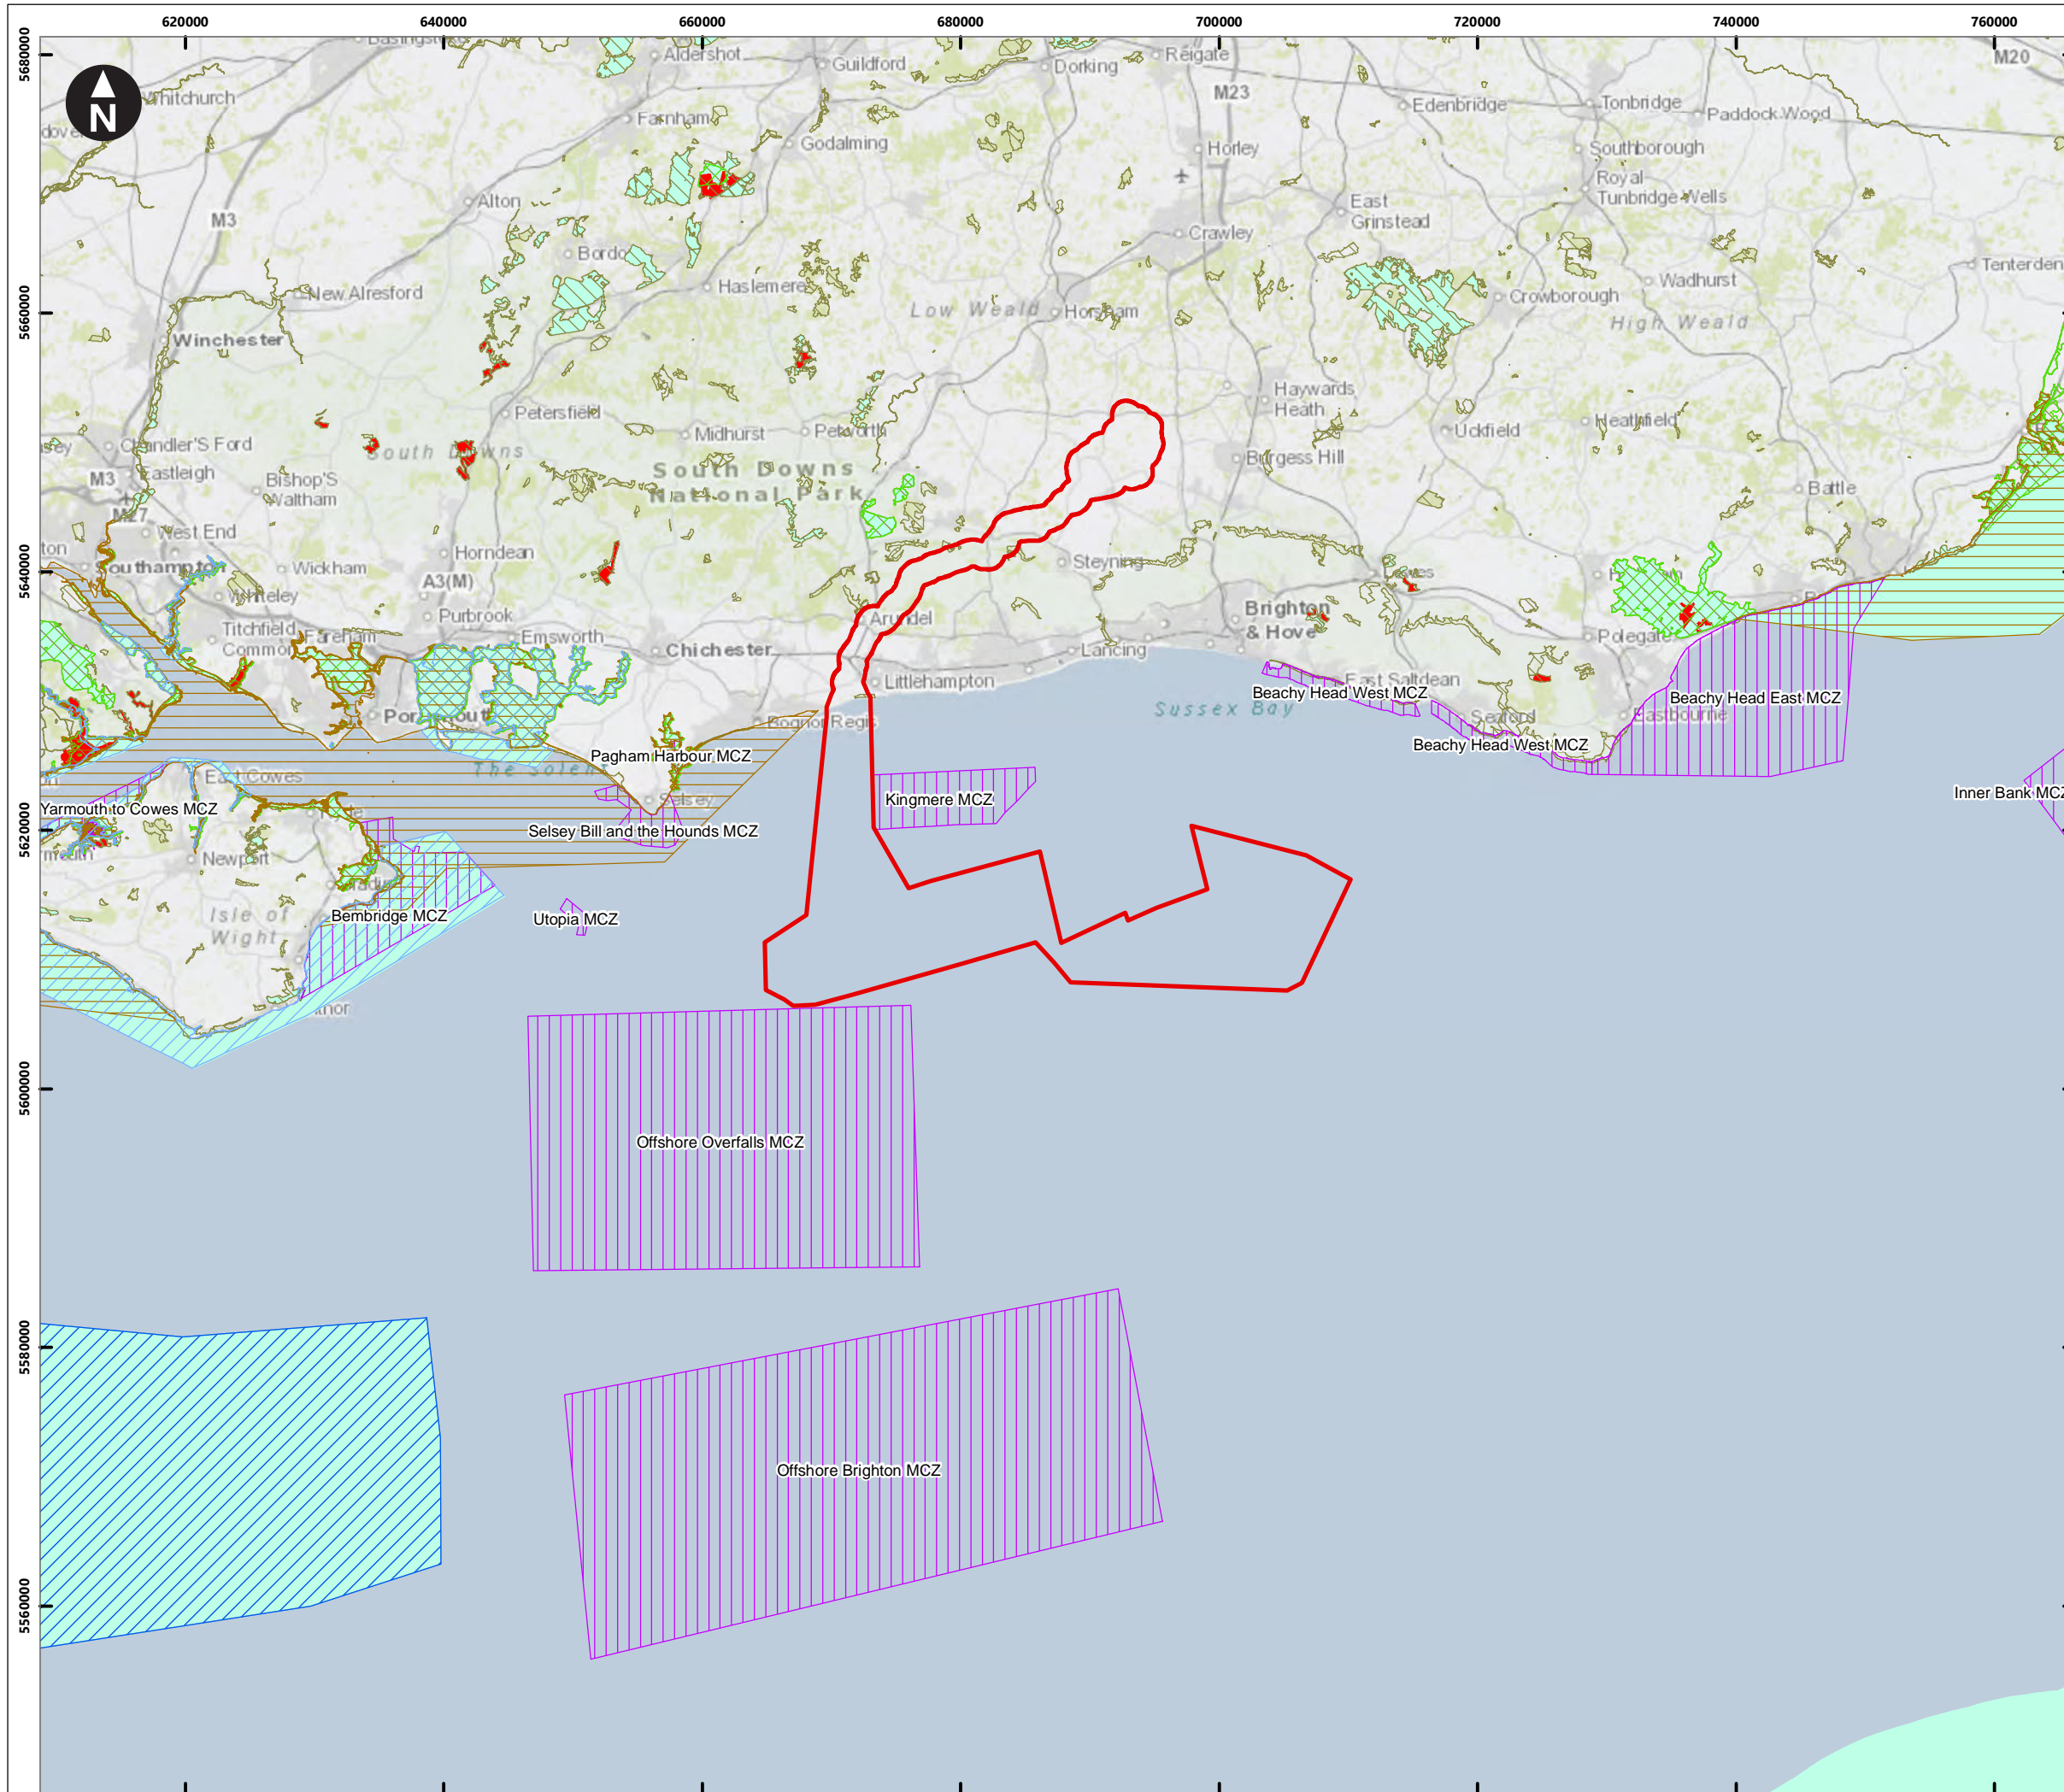 620000 640000 660000 680000 700000 720000 740000 760000
5680000
5660000
5640000
5620000
5600000
5580000
5560000
N
Aldershot
Guildford
Dorking
Reigate
M20
M23
Whitchurch
Edenbridge
Tonbridge
Paddock Wood
Farnham
Godalming
Horley
Southborough
Royal
Tunbridge Wells
Alton
M3
East
Grinstead
Crawley
Bordo
Haslemere
New Alresford
Low Weald
Horsham
Crowborough
Wadhurst
Tenterden
High Weald
Winchester
Haywards
Heath
Petersfield
Midhurst
Petworth
Uckfield
Heathfield
Chandler'S Ford
South Downs
Eastleigh
M3
Bishop'S
Waltham
South Downs
National Park
Burgess Hill
Battle
M27
West End
Southampton
Wickham
Horndean
A3(M)
Steyning
Whiteley
Purbrook
Titchfield
Common
Fareham
Emsworth
Chichester
Arundel
Brighton
& Hove
Polegate
Lancing
Littlehampton
East Saltdean
Beachy Head West MCZ
Beachy Head East MCZ
Sussex Bay
Seaford
Eastbourne
Portsmouth
Bognor Regis
Beachy Head West MCZ
Pagham Harbour MCZ
The Solent
East Cowes
Selsey
Kingmere MCZ
Inner Bank MCZ
Yarmouth to Cowes MCZ
Selsey Bill and the Hounds MCZ
Newport
Isle of
Wight
Bembridge MCZ
Utopia MCZ
Offshore Overfalls MCZ
Offshore Brighton MCZ